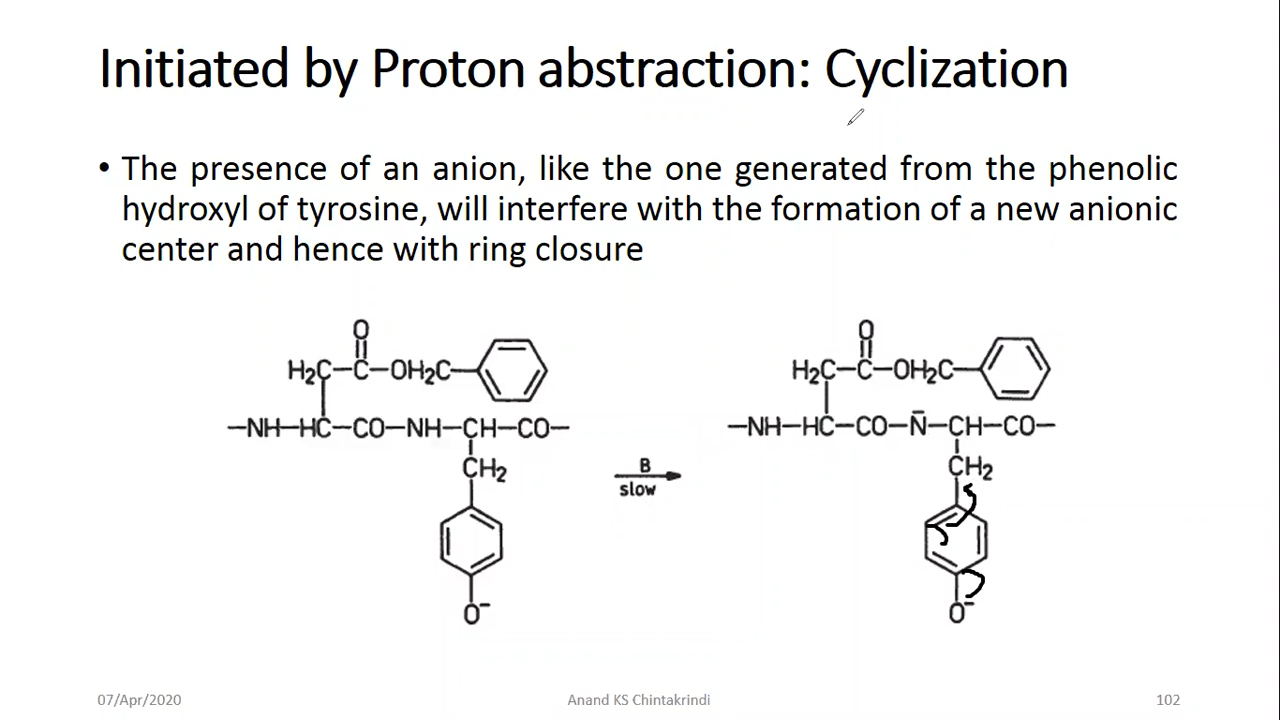 Initiated by Proton abstraction: Cyclization
• The presence of an anion, like the one generated from the phenolic
hydroxyl of tyrosine, will interfere with the formation of a new anionic
center and hence with ring closure
O
H₂C–C–OH₂C–
–NH–HC–CO–NH–CH–CO–
CH₂
O⁻
B
slow
O
H₂C–C–OH₂C–
–NH–HC–CO–N̄–CH–CO–
CH₂
O⁻
07/Apr/2020
Anand KS Chintakrindi
102